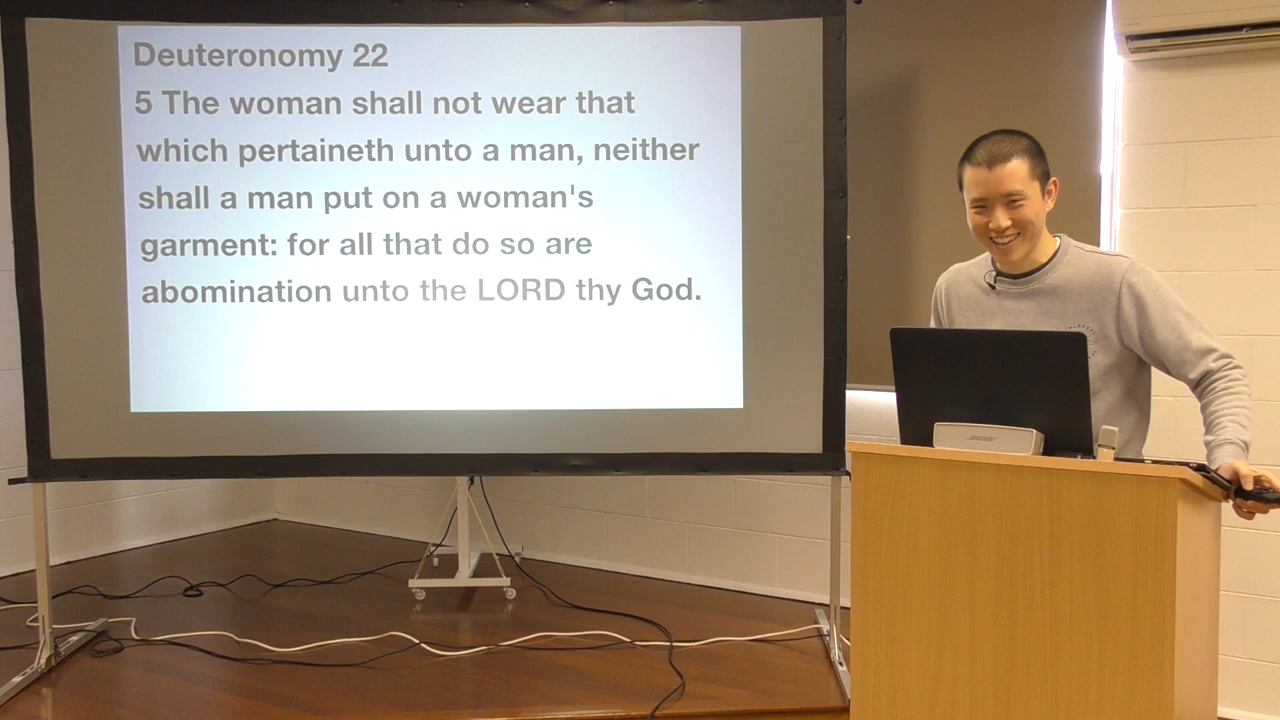 Deuteronomy 22
5 The woman shall not wear that
which pertaineth unto a man, neither
shall a man put on a woman's
garment: for all that do so are
abomination unto the LORD thy God.